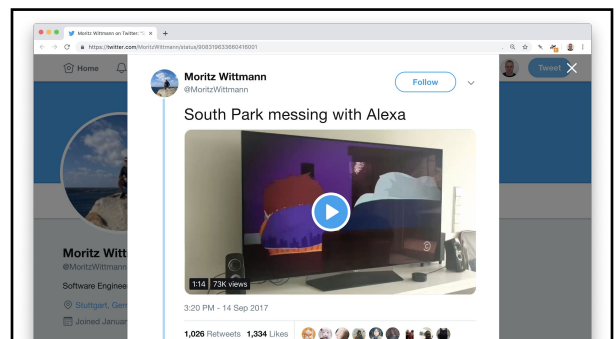 Moritz Wittmann on Twitter: "S
https://twitter.com/MoritzWittmann/status/908319633680416001
Home
Tweet
Moritz Wittmann
@MoritzWittmann
Follow
South Park messing with Alexa
1:14 73K views
3:20 PM - 14 Sep 2017
1,026 Retweets 1,334 Likes
Moritz Witt
@MoritzWittmann
Software Enginee
Stuttgart, Gern
Joined Januar